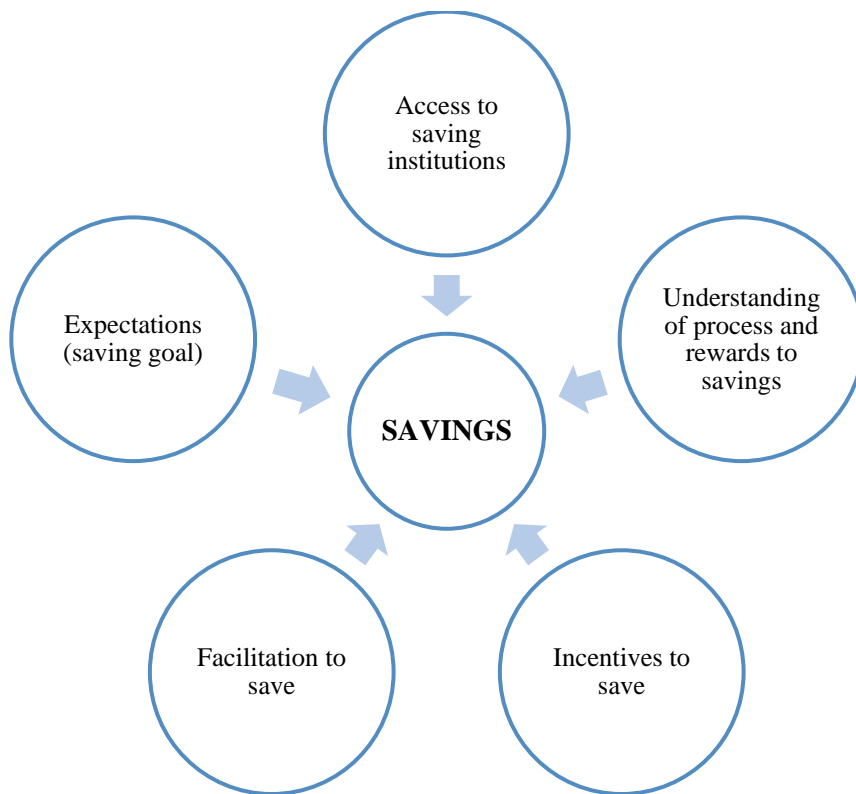 Access to
saving
institutions
Expectations
(saving goal)
Understanding
of process and
rewards to
savings
SAVINGS
Facilitation to
save
Incentives to
save